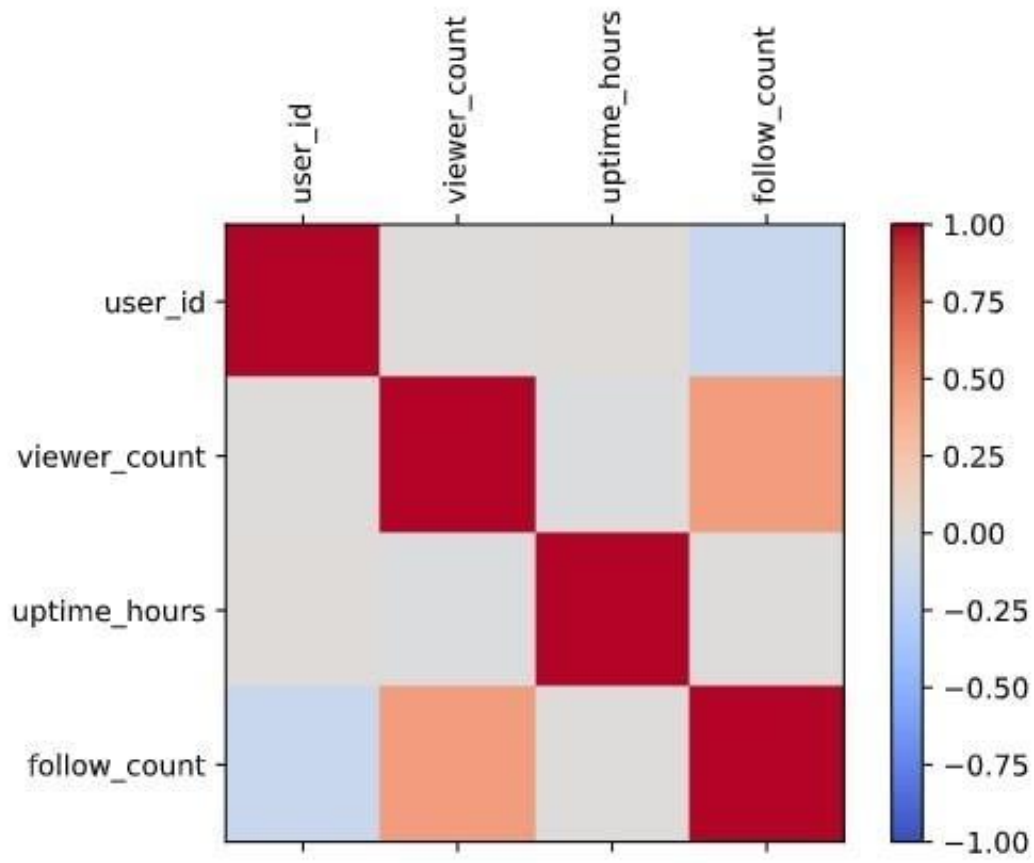 user_id
viewer_count
uptime_hours
follow_count
user_id
viewer_count
uptime_hours
follow_count
1.00
0.75
0.50
0.25
0.00
−0.25
−0.50
−0.75
−1.00